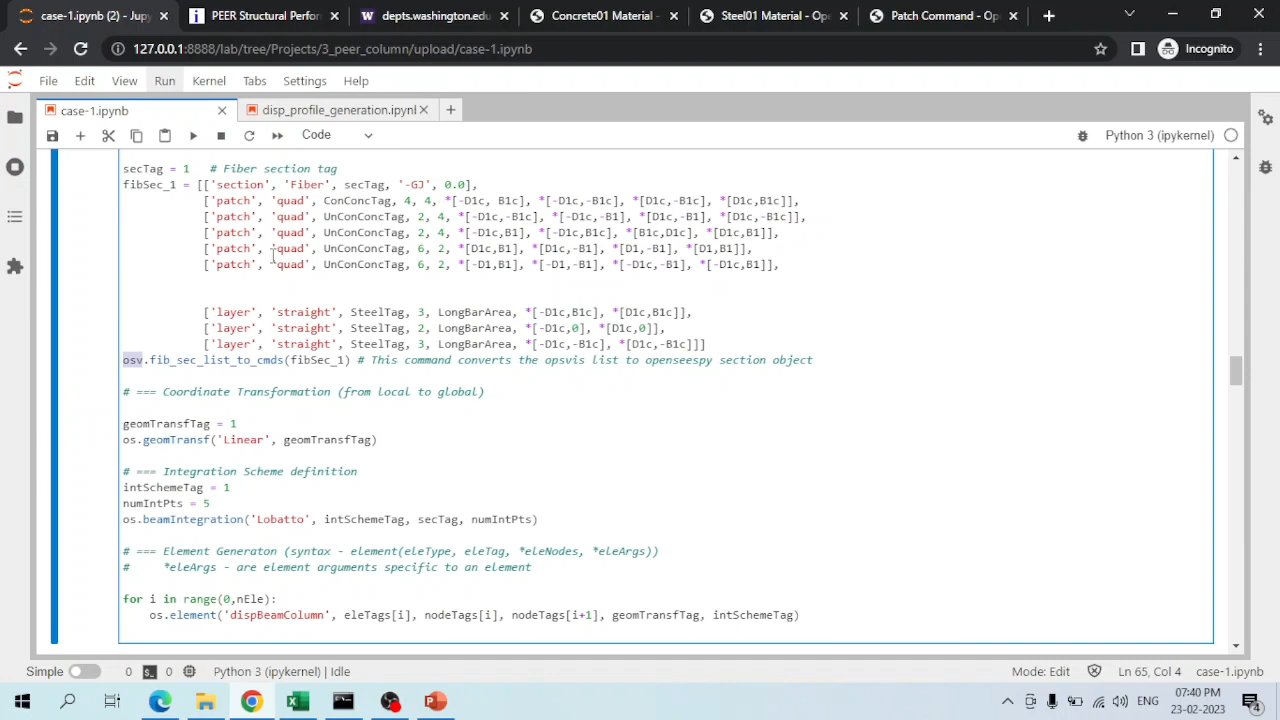 case-1.ipynb (1) - Ju
PEER Structural Perfor
depts.washington.edu
Concrete01 Material -
Steel01 Material - Ope
Patch Command - Op
127.0.0.1:8888/lab/tree/Projects/3_peer_column/upload/case-1.ipynb
Incognito
File Edit View Run Kernel Tabs Settings Help
case-1.ipynb
disp_profile_generation.ipynl
Code
Python 3 (ipykernel)
secTag = 1   # Fiber section tag
fibSec_1 = [['section', 'Fiber', secTag, '-GJ', 0.0],
['patch', 'quad', ConConcTag, 4, 4, *[-D1c, B1c], *[-D1c,-B1c], *[D1c,-B1c], *[D1c,B1c]],
['patch', 'quad', UnConConcTag, 2, 4, *[-D1c,-B1c], *[-D1c,-B1], *[D1c,-B1], *[D1c,-B1c]],
['patch', 'quad', UnConConcTag, 2, 4, *[-D1c,B1], *[-D1c,B1c], *[B1c,D1c], *[D1c,B1]],
['patch', 'quad', UnConConcTag, 6, 2, *[D1c,B1], *[D1c,-B1], *[D1,-B1], *[D1,B1]],
['patch', 'quad', UnConConcTag, 6, 2, *[-D1,B1], *[-D1,-B1], *[-D1c,-B1], *[-D1c,B1]],
['layer', 'straight', SteelTag, 3, LongBarArea, *[-D1c,B1c], *[D1c,B1c]],
['layer', 'straight', SteelTag, 2, LongBarArea, *[-D1c,0], *[D1c,0]],
['layer', 'straight', SteelTag, 3, LongBarArea, *[-D1c,-B1c], *[D1c,-B1c]]]
osv.fib_sec_list_to_cmds(fibSec_1) # This command converts the opsvis list to openseespy section object
# === Coordinate Transformation (from local to global)
geomTransfTag = 1
os.geomTransf('Linear', geomTransfTag)
# === Integration Scheme definition
intSchemeTag = 1
numIntPts = 5
os.beamIntegration('Lobatto', intSchemeTag, secTag, numIntPts)
# === Element Generaton (syntax - element(eleType, eleTag, *eleNodes, *eleArgs))
#     *eleArgs - are element arguments specific to an element
for i in range(0,nEle):
os.element('dispBeamColumn', eleTags[i], nodeTags[i], nodeTags[i+1], geomTransfTag, intSchemeTag)
Simple 0 0 Python 3 (ipykernel) | Idle Mode: Edit Ln 65, Col 4 case-1.ipynb
07:40 PM
23-02-2023
4